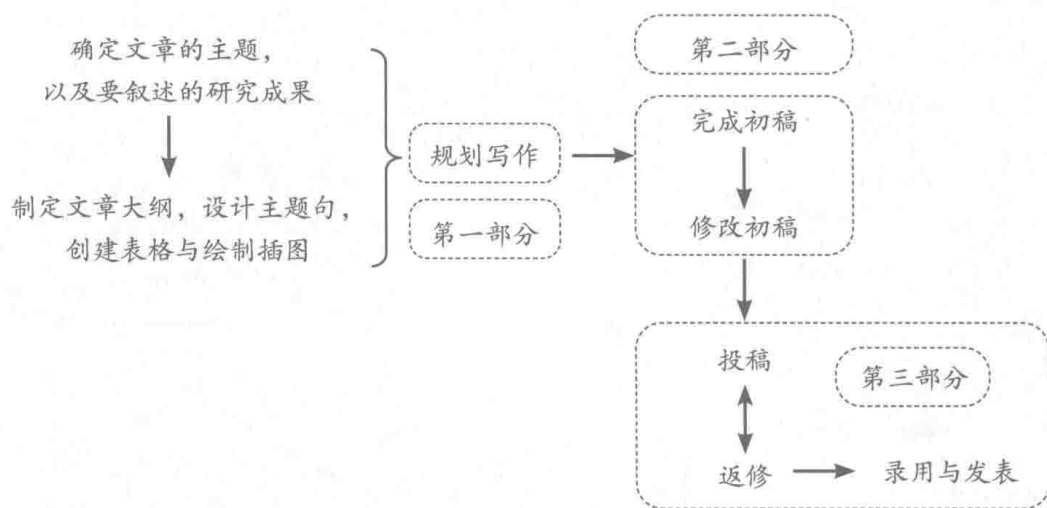 确定文章的主题，
以及要叙述的研究成果
制定文章大纲，设计主题句，
创建表格与绘制插图
规划写作
第一部分
第二部分
完成初稿
修改初稿
投稿
第三部分
返修
录用与发表